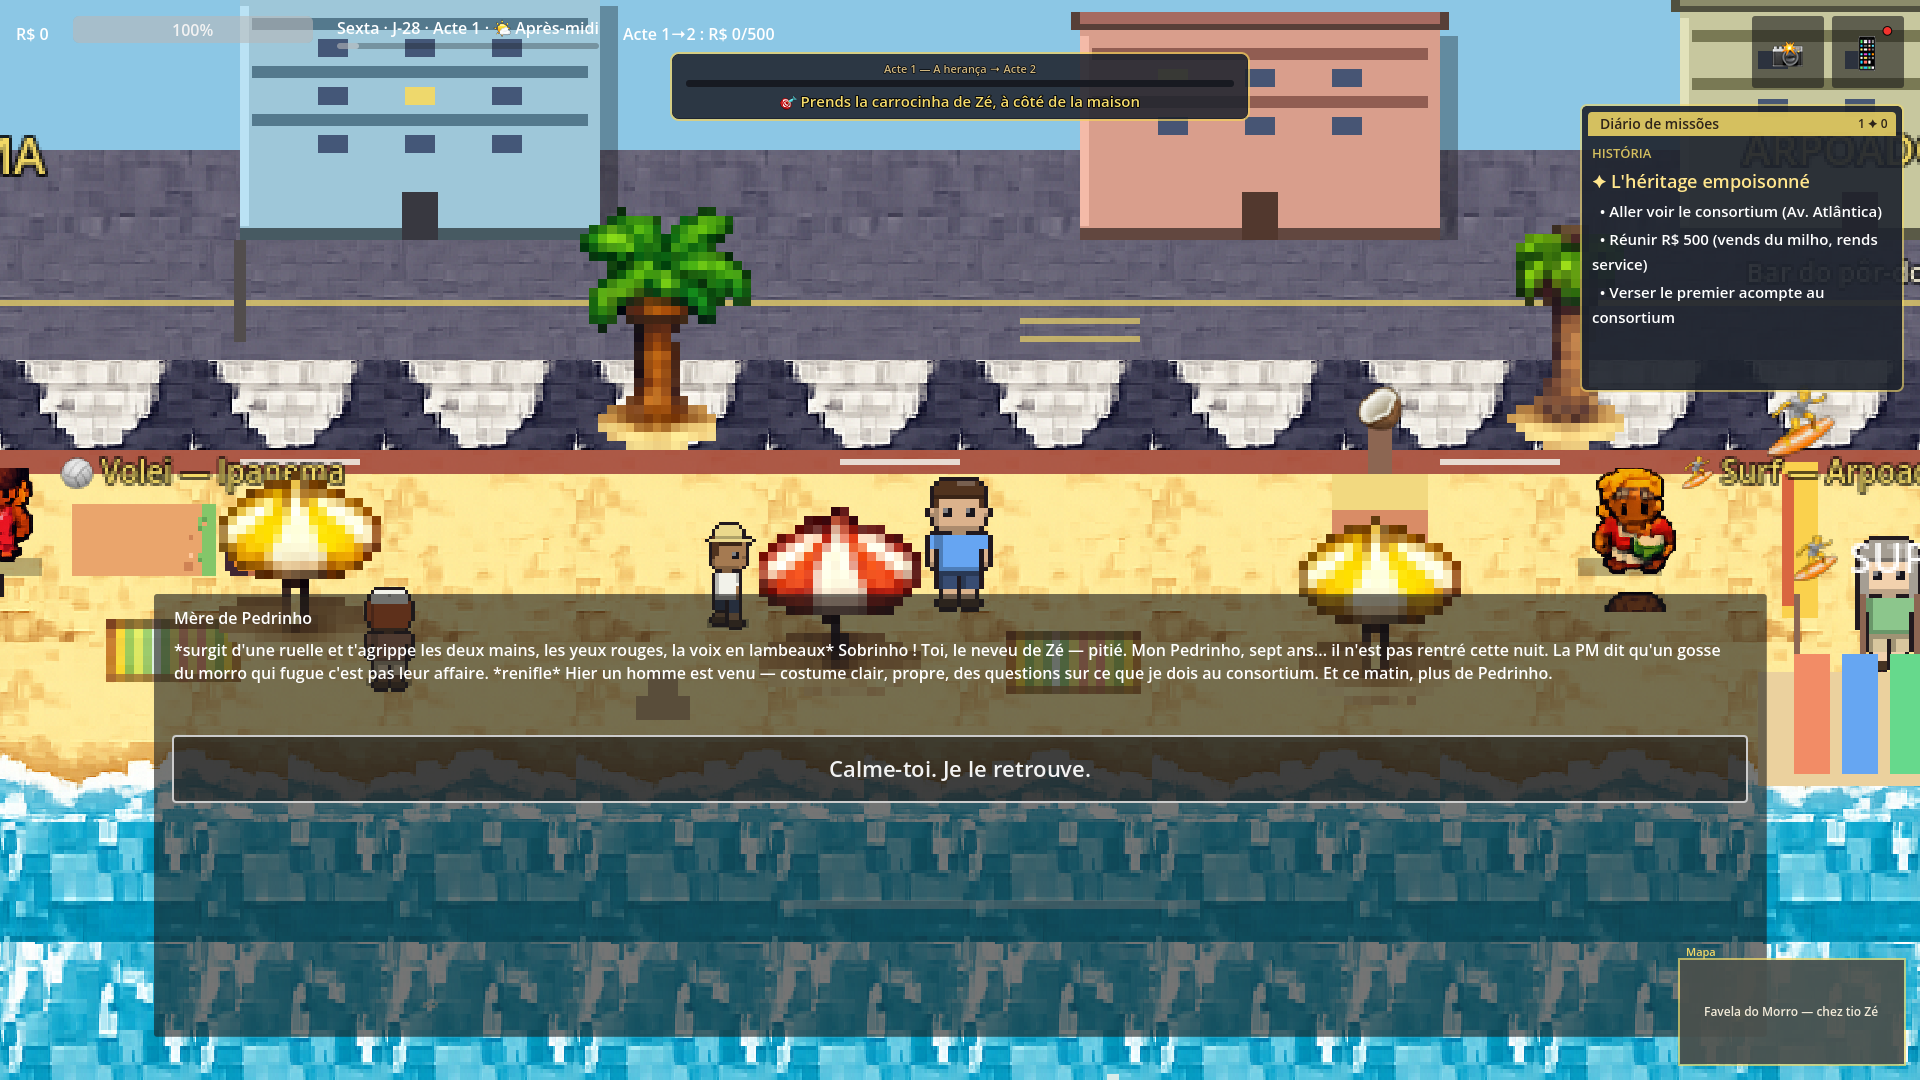 R$ 0
100%
Sexta · J-28 · Acte 1 · 🌤 Après-midi
Acte 1→2 : R$ 0/500
Acte 1 — A herança → Acte 2
🎯 Prends la carrocinha de Zé, à côté de la maison
Diário de missões
1 ✦ 0
HISTÓRIA
✦ L'héritage empoisonné
• Aller voir le consortium (Av. Atlântica)
• Réunir R$ 500 (vends du milho, rends
service)
• Verser le premier acompte au
consortium
Volei — Ipanema
Surf — Arpoa
SUP
Mère de Pedrinho
*surgit d'une ruelle et t'agrippe les deux mains, les yeux rouges, la voix en lambeaux* Sobrinho ! Toi, le neveu de Zé — pitié. Mon Pedrinho, sept ans... il n'est pas rentré cette nuit. La PM dit qu'un gosse
du morro qui fugue c'est pas leur affaire. *renifle* Hier un homme est venu — costume clair, propre, des questions sur ce que je dois au consortium. Et ce matin, plus de Pedrinho.
Calme-toi. Je le retrouve.
Mapa
Favela do Morro — chez tio Zé